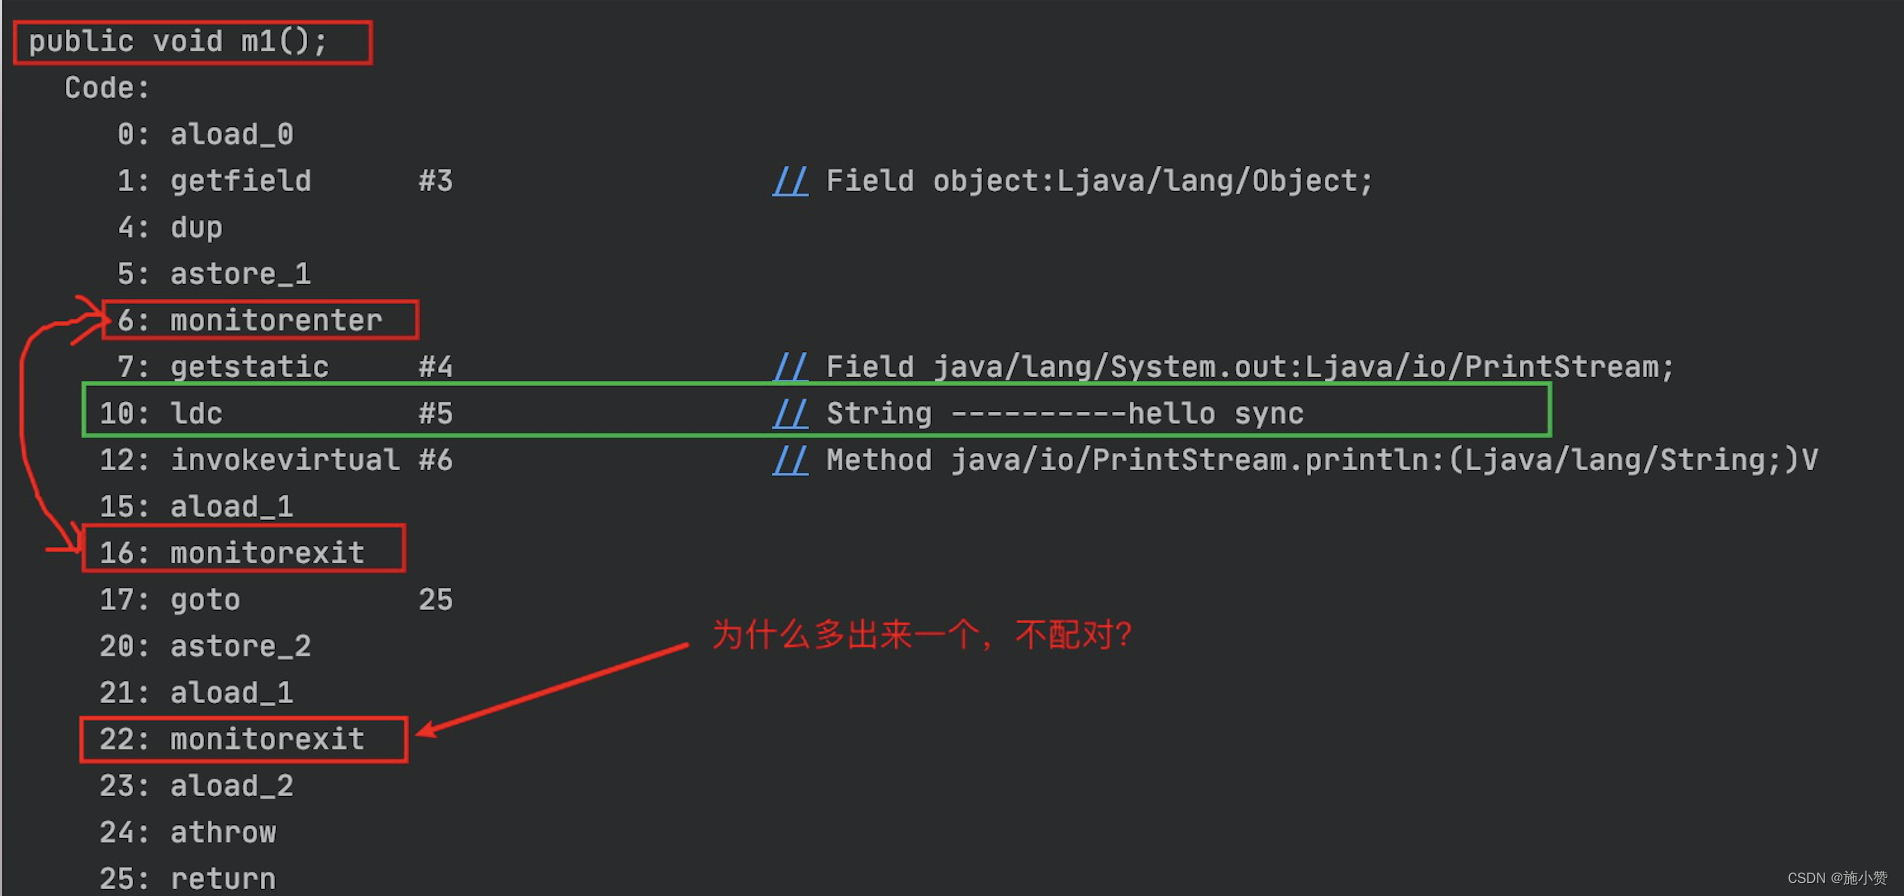 public void m1();
Code:
0: aload_0
1: getfield #3 // Field object:Ljava/lang/Object;
4: dup
5: astore_1
6: monitorenter
7: getstatic #4 // Field java/lang/System.out:Ljava/io/PrintStream;
10: ldc #5 // String ----------hello sync
12: invokevirtual #6 // Method java/io/PrintStream.println:(Ljava/lang/String;)V
15: aload_1
16: monitorexit
17: goto 25
为什么多出来一个，不配对？
20: astore_2
21: aload_1
22: monitorexit
23: aload_2
24: athrow
25: return
CSDN @施小赞